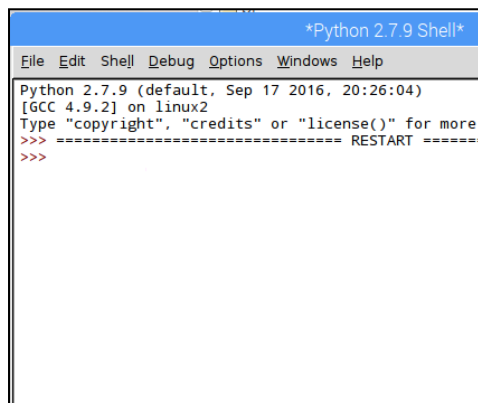 *Python 2.7.9 Shell*
File Edit Shell Debug Options Windows Help
Python 2.7.9 (default, Sep 17 2016, 20:26:04)
[GCC 4.9.2] on linux2
Type "copyright", "credits" or "license()" for more
>>> ================================ RESTART ======
>>>